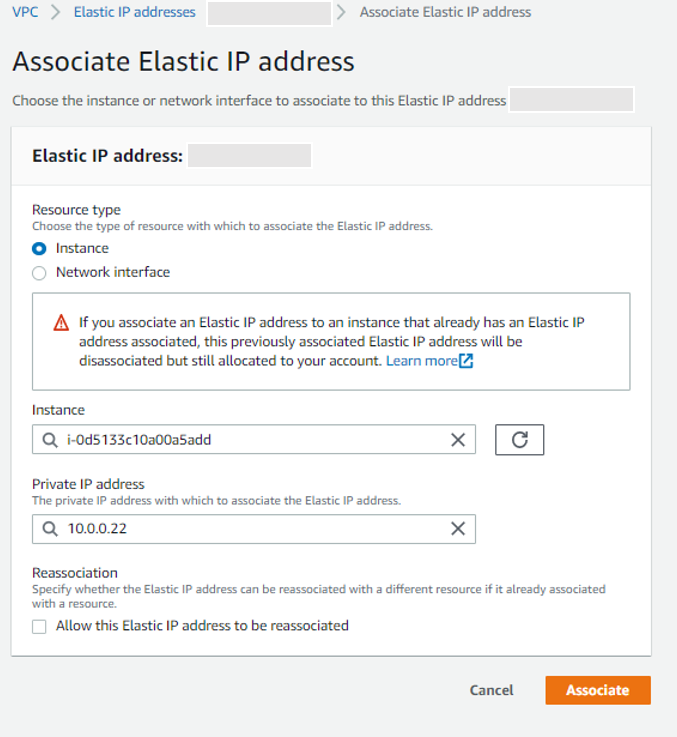 VPC > Elastic IP addresses > Associate Elastic IP address
Associate Elastic IP address
Choose the instance or network interface to associate to this Elastic IP address
Elastic IP address:
Resource type
Choose the type of resource with which to associate the Elastic IP address.
Instance
Network interface
If you associate an Elastic IP address to an instance that already has an Elastic IP
address associated, this previously associated Elastic IP address will be
disassociated but still allocated to your account. Learn more
Instance
i-0d5133c10a00a5add
Private IP address
The private IP address with which to associate the Elastic IP address.
10.0.0.22
Reassociation
Specify whether the Elastic IP address can be reassociated with a different resource if it already associated
with a resource.
Allow this Elastic IP address to be reassociated
Cancel Associate